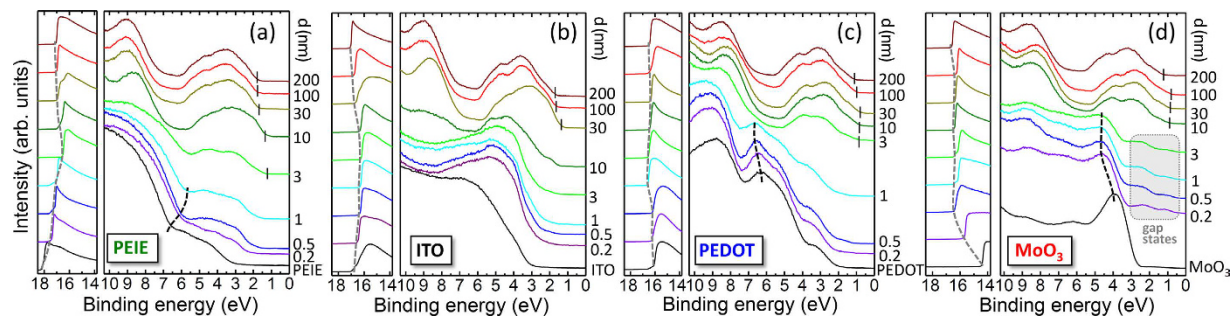 Intensity (arb. units)
(a)
PEIE
d (nm)
200
100
30
10
3
1
0.5
0.2
PEIE
18 16 14
10 9 8 7 6 5 4 3 2 1 0
Binding energy (eV)
(b)
ITO
d (nm)
200
100
30
10
3
1
0.5
0.2
ITO
18 16 14
10 9 8 7 6 5 4 3 2 1 0
Binding energy (eV)
(c)
PEDOT
d (nm)
200
100
30
10
3
1
0.5
0.2
PEDOT
18 16 14
10 9 8 7 6 5 4 3 2 1 0
Binding energy (eV)
(d)
MoO₃
gap
states
d (nm)
200
100
30
10
3
1
0.5
0.2
MoO₃
18 16 14
10 9 8 7 6 5 4 3 2 1 0
Binding energy (eV)